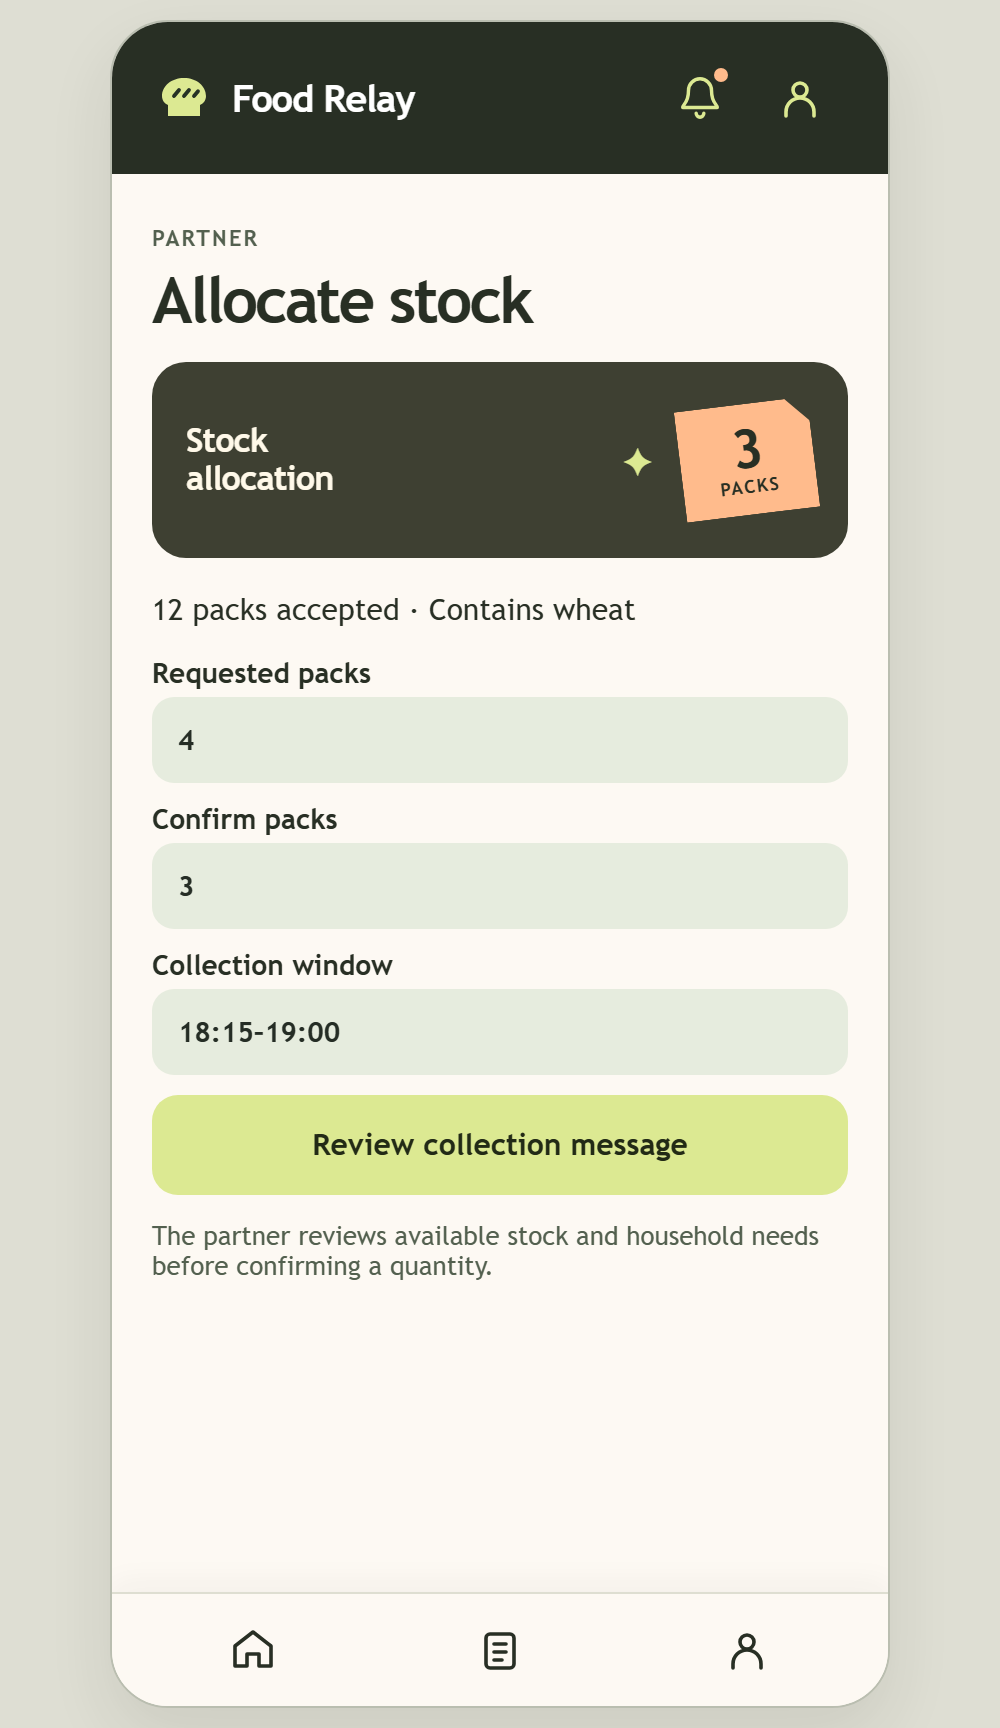 Food Relay
PARTNER
Allocate stock
Stock
allocation
3
PACKS
12 packs accepted · Contains wheat
Requested packs
4
Confirm packs
3
Collection window
18:15–19:00
Review collection message
The partner reviews available stock and household needs
before confirming a quantity.